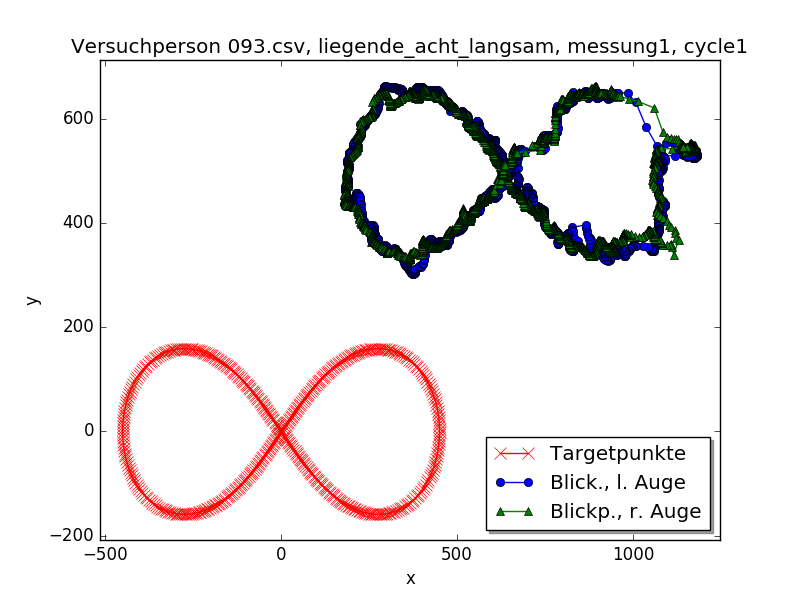 Versuchperson 093.csv, liegende_acht_langsam, messung1, cycle1
600
400
200
0
−200
y
−500
0
500
1000
x
Targetpunkte
Blick., l. Auge
Blickp., r. Auge